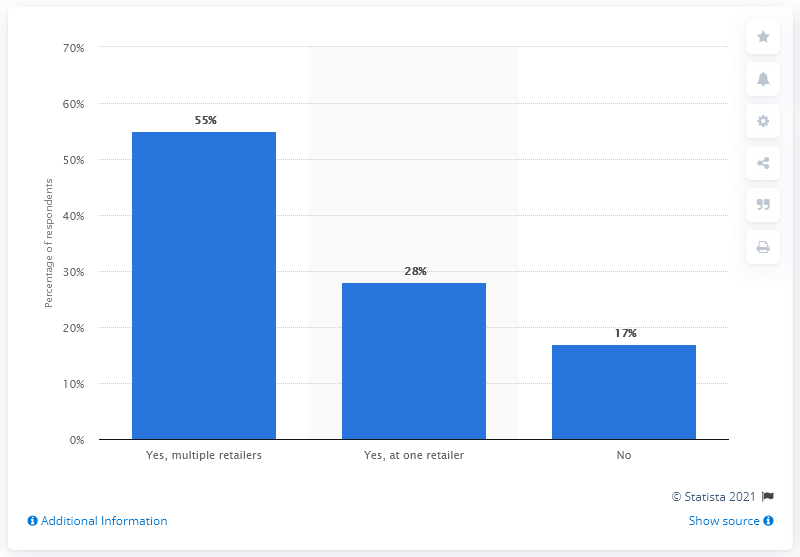 70%
60%
50%
40%
30%
20%
10%
0%
Percentage of respondents
55%
28%
17%
Yes, multiple retailers
Yes, at one retailer
No
© Statista 2021
Additional Information
Show source